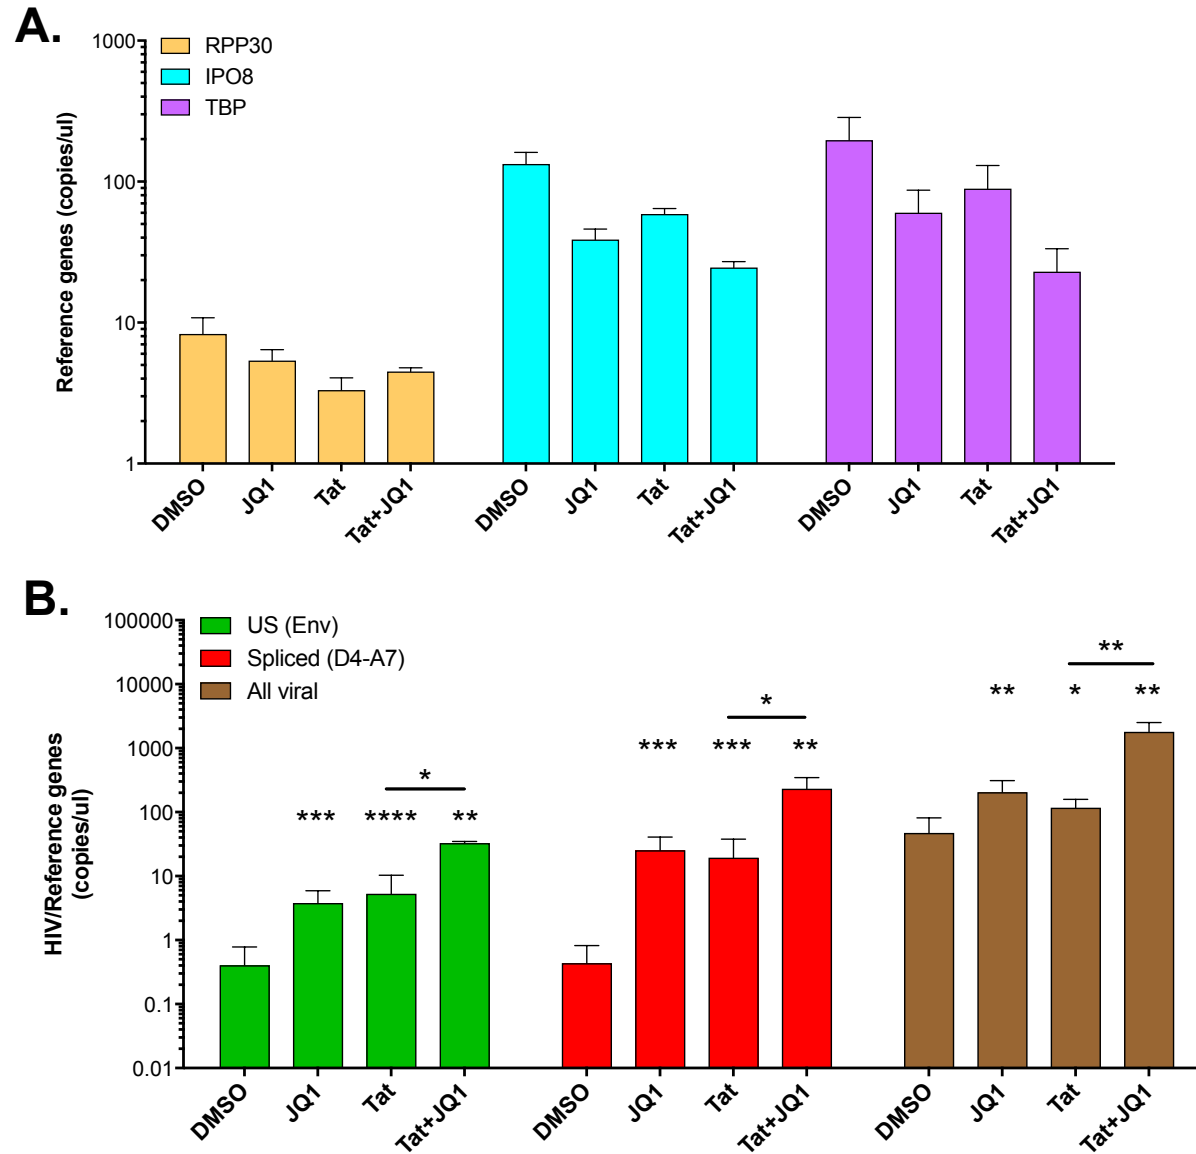 A.
1000
100
10
1
Reference genes (copies/ul)
RPP30
IPO8
TBP
DMSO JQ1 Tat Tat+JQ1 DMSO JQ1 Tat Tat+JQ1 DMSO JQ1 Tat Tat+JQ1
B.
100000
10000
1000
100
10
1
0.1
0.01
HIV/Reference genes
(copies/ul)
US (Env)
Spliced (D4-A7)
All viral
**
** * **
*
*** *** **
*
*** **** **
DMSO JQ1 Tat Tat+JQ1 DMSO JQ1 Tat Tat+JQ1 DMSO JQ1 Tat Tat+JQ1